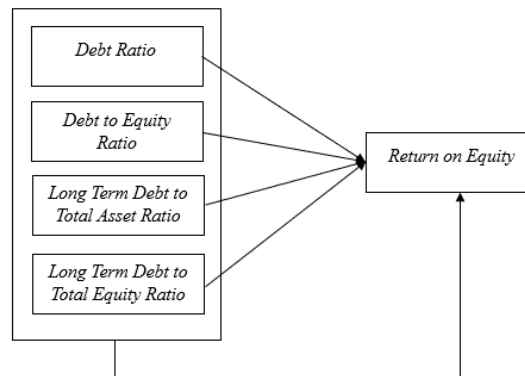 Debt Ratio
Debt to Equity
Ratio
Long Term Debt to
Total Asset Ratio
Long Term Debt to
Total Equity Ratio
Return on Equity